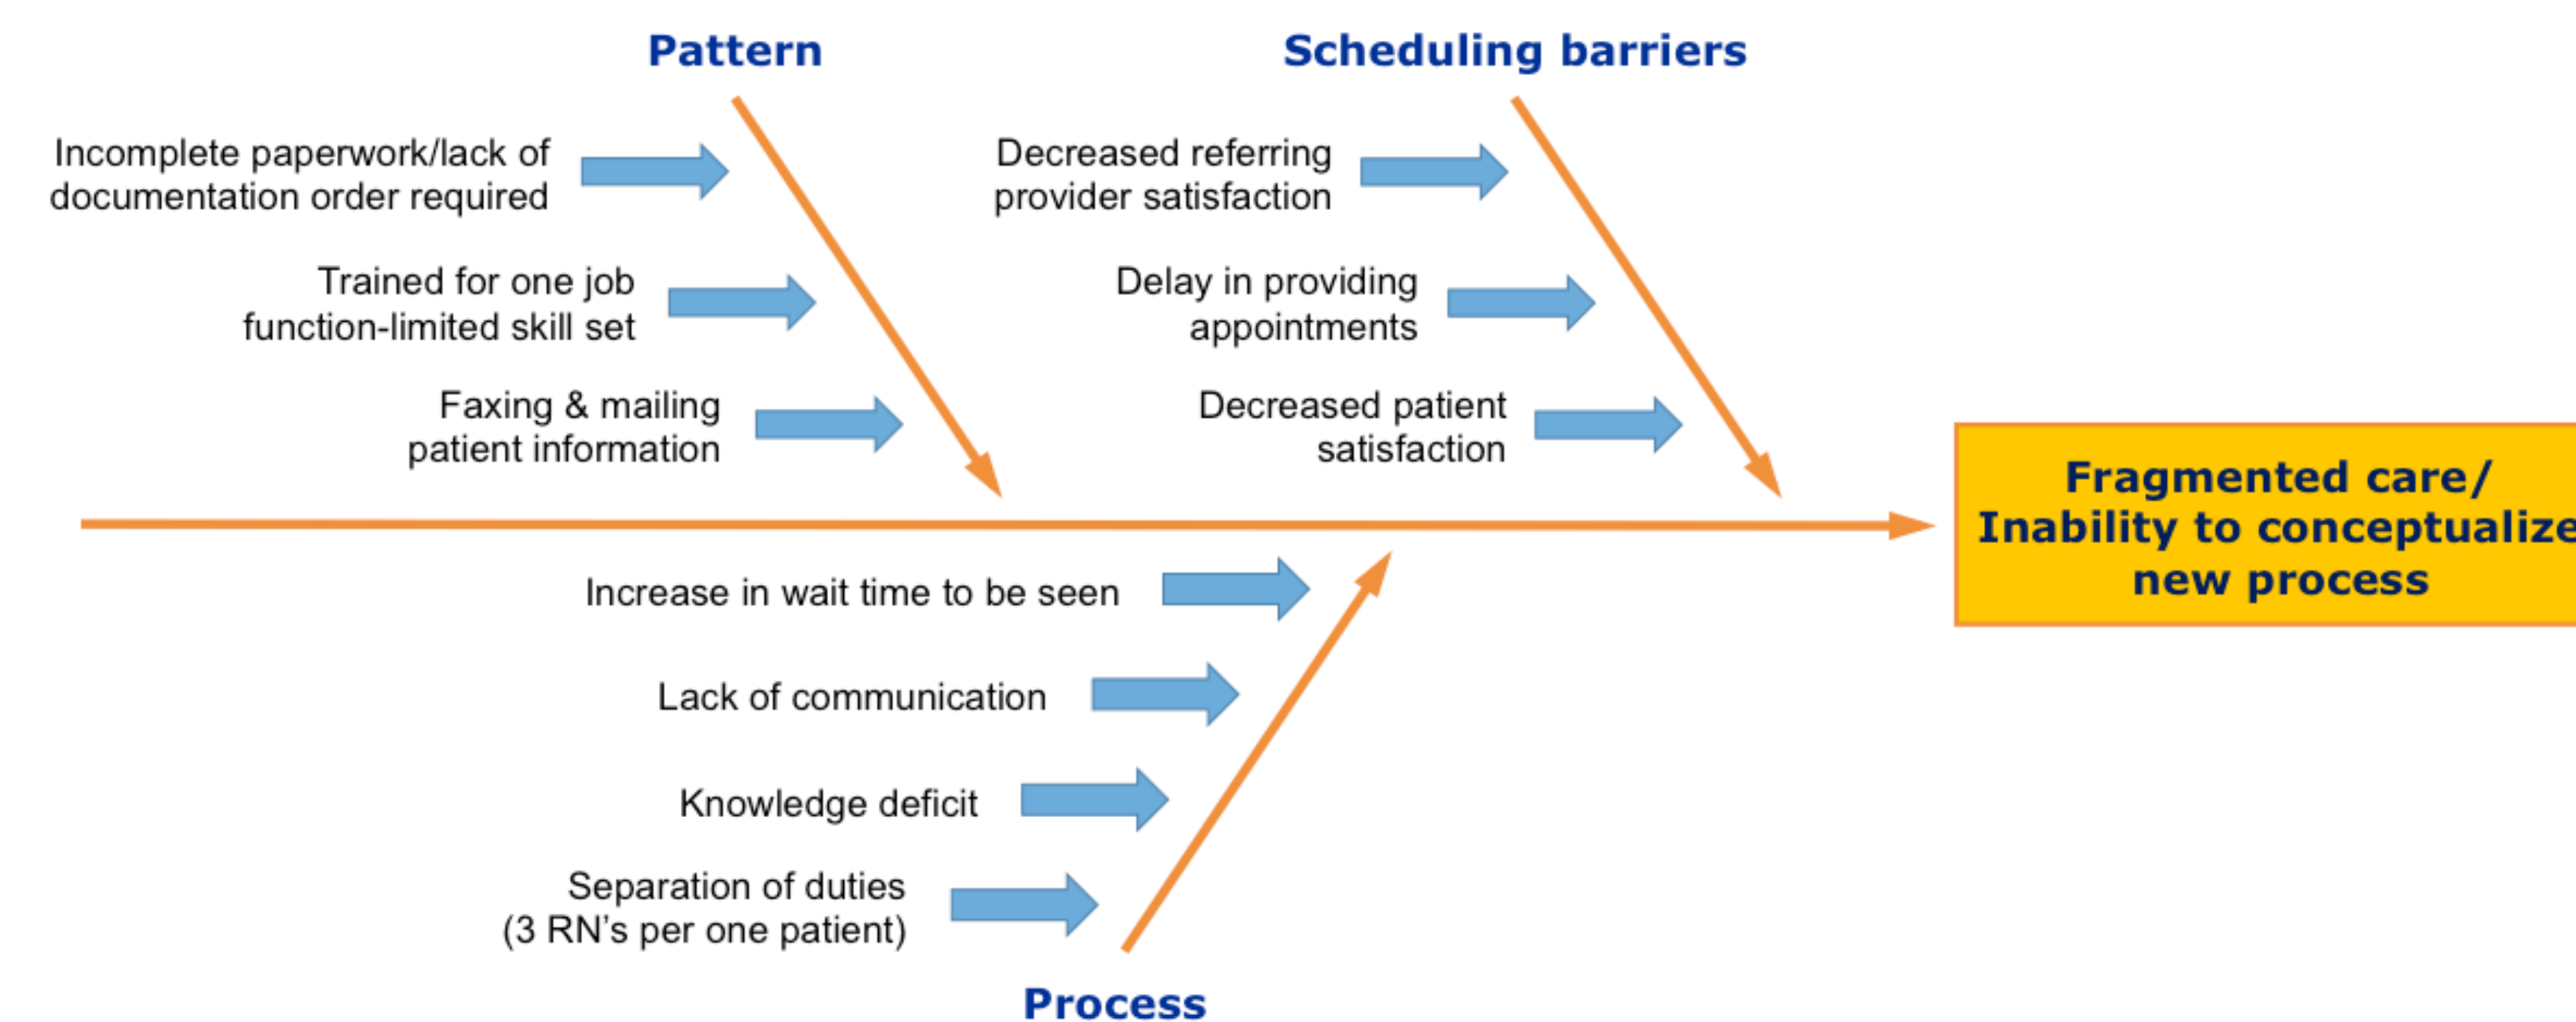 Pattern
Incomplete paperwork/lack of
documentation order required
Trained for one job
function-limited skill set
Faxing & mailing
patient information
Scheduling barriers
Decreased referring
provider satisfaction
Delay in providing
appointments
Decreased patient
satisfaction
Fragmented care/
Inability to conceptualize
new process
Increase in wait time to be seen
Lack of communication
Knowledge deficit
Separation of duties
(3 RN’s per one patient)
Process